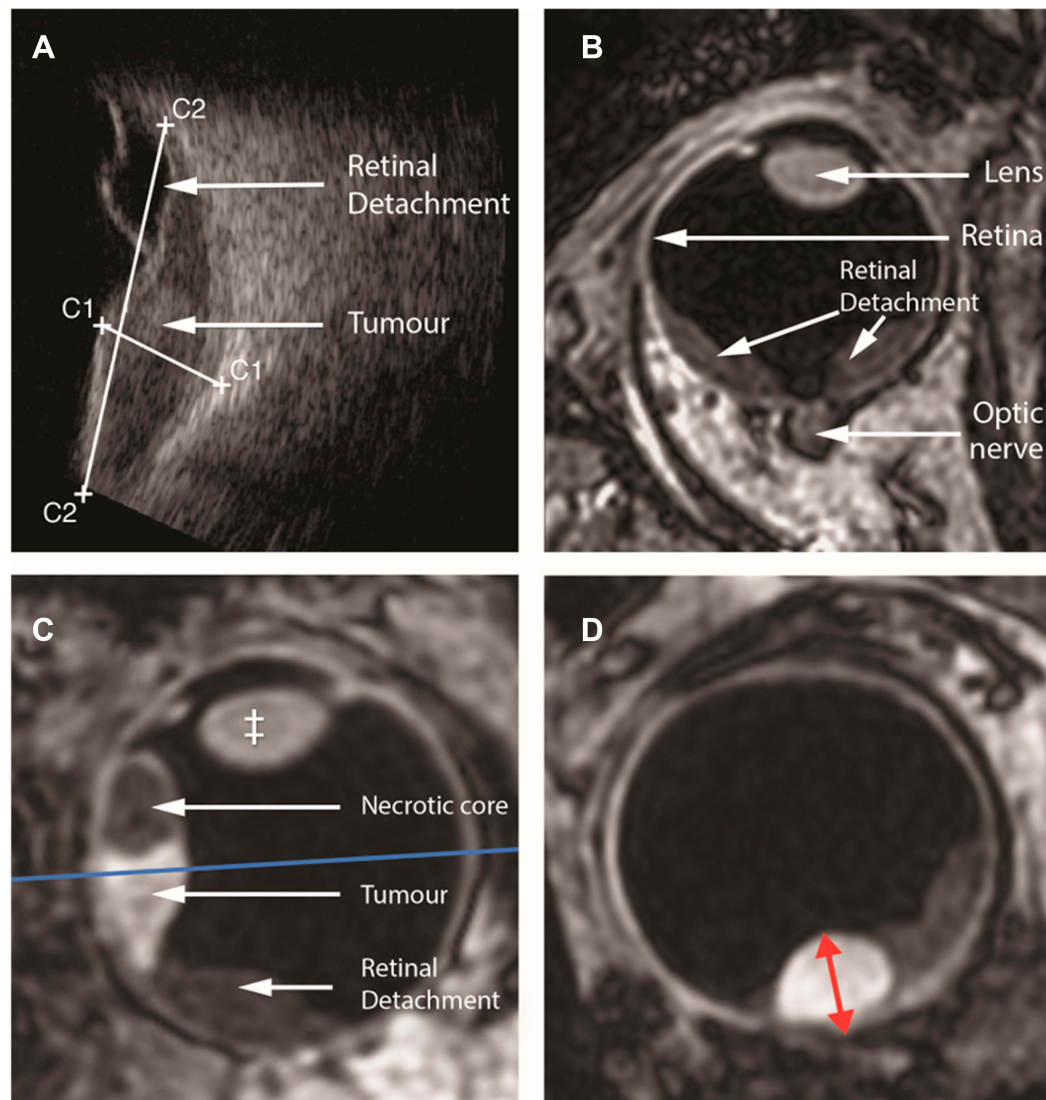 A
C2
Retinal
Detachment
C1
Tumour
C1
C2
B
Lens
Retina
Retinal
Detachment
Optic
nerve
C
‡
Necrotic core
Tumour
Retinal
Detachment
D